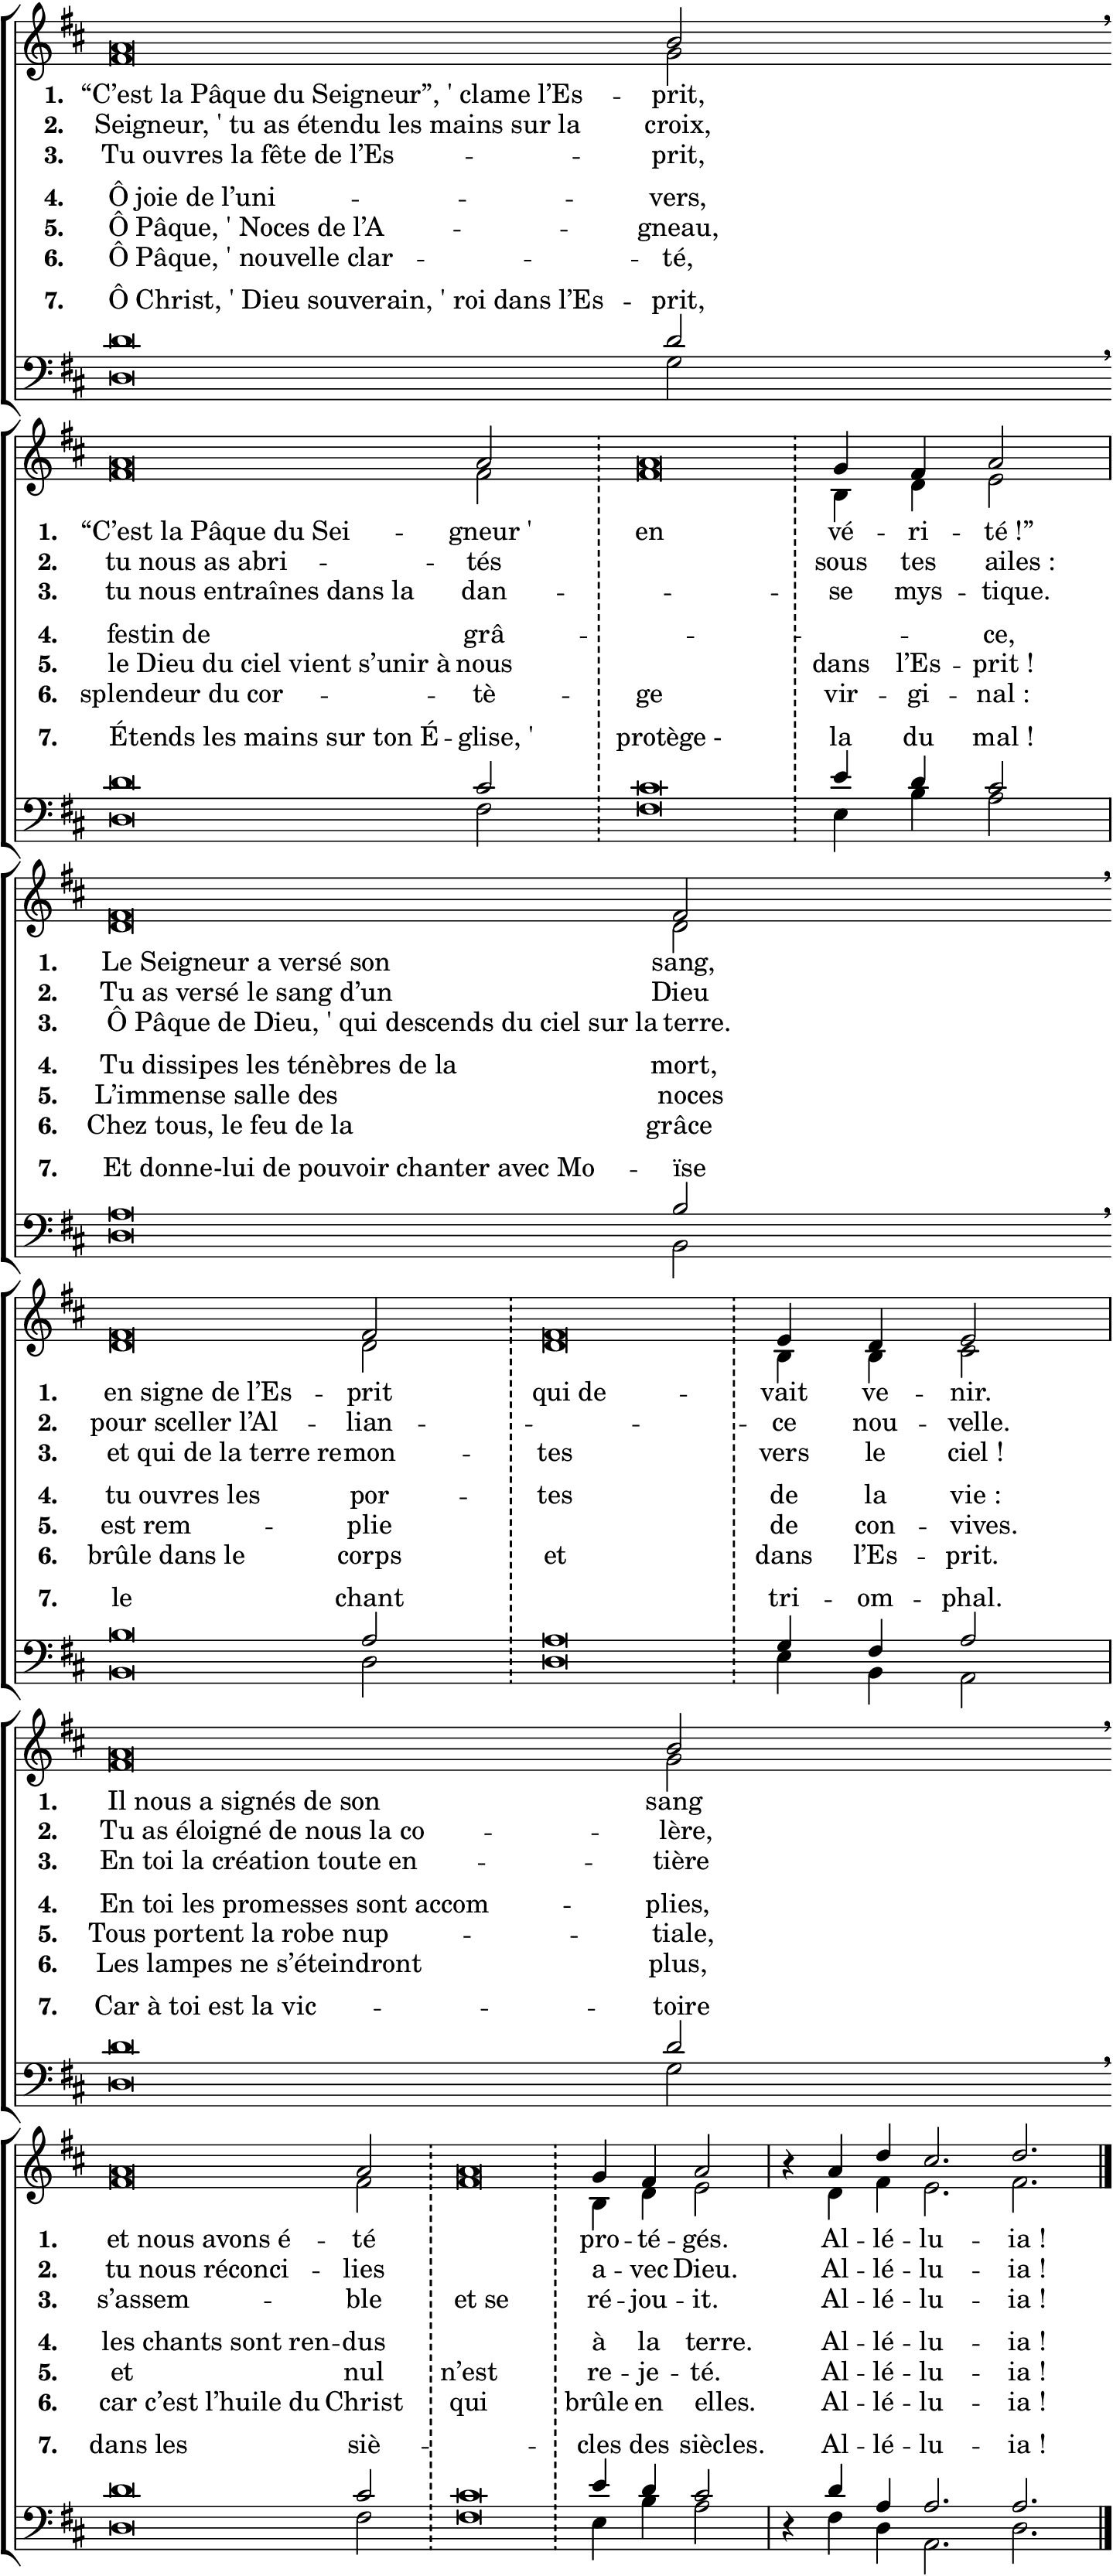 1. “C’est la Pâque du Seigneur”, ' clame l’Es -- prit,
2. Seigneur, ' tu as étendu les mains sur la croix,
3. Tu ouvres la fête de l’Es -- prit,
4. Ô joie de l’uni -- vers,
5. Ô Pâque, ' Noces de l’A -- gneau,
6. Ô Pâque, ' nouvelle clar -- té,
7. Ô Christ, ' Dieu souverain, ' roi dans l’Es -- prit,
1. “C’est la Pâque du Sei -- gneur ' en vé -- ri -- té !”
2. tu nous as abri -- tés sous tes ailes :
3. tu nous entraînes dans la dan -- se mys -- tique.
4. festin de grâ -- ce,
5. le Dieu du ciel vient s’unir à nous dans l’Es -- prit !
6. splendeur du cor -- tè -- ge vir -- gi -- nal :
7. Étends les mains sur ton É -- glise, ' protège - la du mal !
1. Le Seigneur a versé son sang,
2. Tu as versé le sang d’un Dieu
3. Ô Pâque de Dieu, ' qui descends du ciel sur la terre.
4. Tu dissipes les ténèbres de la mort,
5. L’immense salle des noces
6. Chez tous, le feu de la grâce
7. Et donne-lui de pouvoir chanter avec Mo -- ïse
1. en signe de l’Es -- prit qui de -- vait ve -- nir.
2. pour sceller l’Al -- lian -- ce nou -- velle.
3. et qui de la terre remon -- tes vers le ciel !
4. tu ouvres les por -- tes de la vie :
5. est rem -- plie de con -- vives.
6. brûle dans le corps et dans l’Es -- prit.
7. le chant tri -- om -- phal.
1. Il nous a signés de son sang
2. Tu as éloigné de nous la co -- lère,
3. En toi la création toute en -- tière
4. En toi les promesses sont accom -- plies,
5. Tous portent la robe nup -- tiale,
6. Les lampes ne s’éteindront plus,
7. Car à toi est la vic -- toire
1. et nous avons é -- té pro -- té -- gés. Al -- lé -- lu -- ia !
2. tu nous réconci -- lies a -- vec Dieu. Al -- lé -- lu -- ia !
3. s’assem -- ble et se ré -- jou -- it. Al -- lé -- lu -- ia !
4. les chants sont ren -- dus à la terre. Al -- lé -- lu -- ia !
5. et nul n’est re -- je -- té. Al -- lé -- lu -- ia !
6. car c’est l’huile du Christ qui brûle en elles. Al -- lé -- lu -- ia !
7. dans les siè -- cles des siècles. Al -- lé -- lu -- ia !